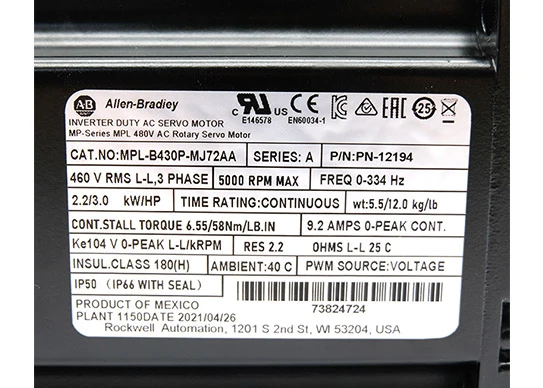 AB Allen-Bradley
INVERTER DUTY AC SERVO MOTOR
MP-Series MPL 480V AC Rotary Servo Motor
c RU US CE EAC 25
E146578 EN60034-1
CAT.NO:MPL-B430P-MJ72AA SERIES: A P/N:PN-12194
460 V RMS L-L,3 PHASE 5000 RPM MAX FREQ 0-334 Hz
2.2/3.0 kW/HP TIME RATING:CONTINUOUS wt:5.5/12.0 kg/lb
CONT.STALL TORQUE 6.55/58Nm/LB.IN 9.2 AMPS 0-PEAK CONT.
Ke104 V 0-PEAK L-L/kRPM RES 2.2 OHMS L-L 25 C
INSUL.CLASS 180(H) AMBIENT:40 C PWM SOURCE:VOLTAGE
IP50 (IP66 WITH SEAL)
73824724
PRODUCT OF MEXICO
PLANT 1150DATE 2021/04/26
Rockwell Automation, 1201 S 2nd St, WI 53204, USA